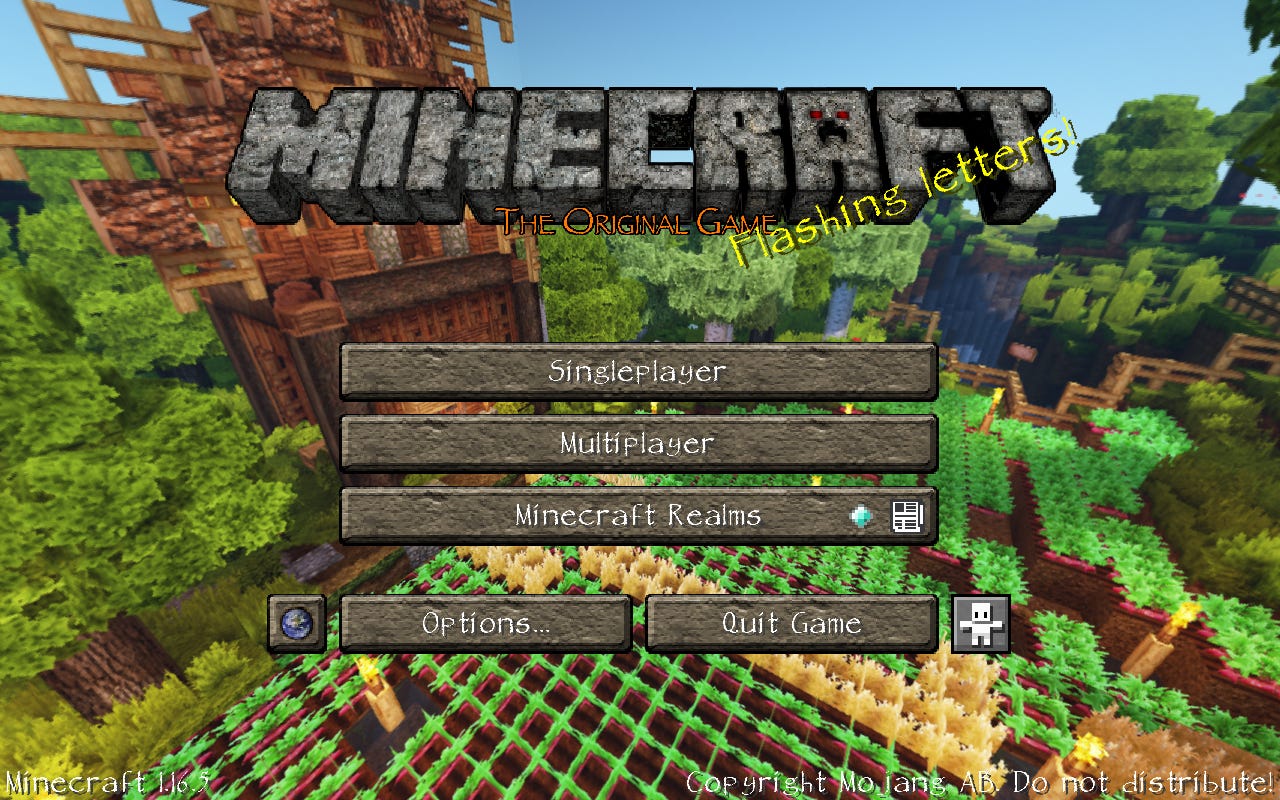 MINECRAFT
THE ORIGINAL GAME
Flashing letters!
Singleplayer
Multiplayer
Minecraft Realms
Options...
Quit Game
Minecraft 1.16.5
Copyright Mojang AB. Do not distribute!